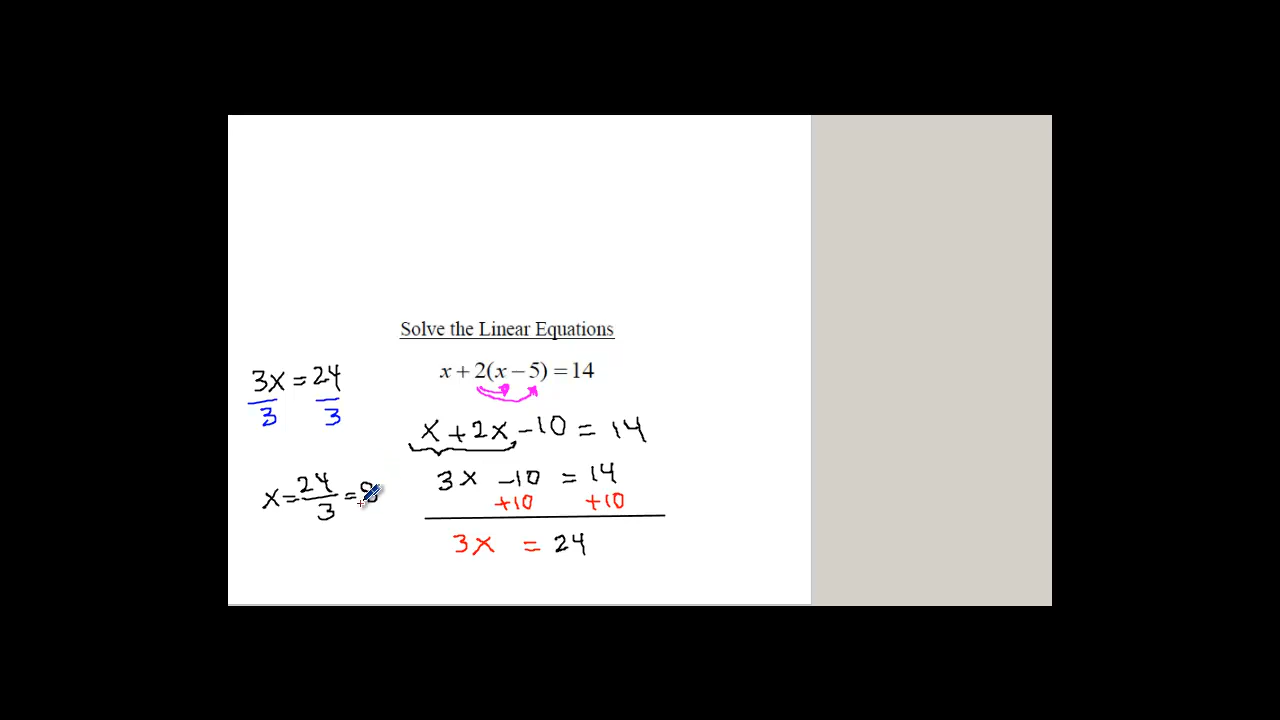 Solve the Linear Equations
x + 2(x − 5) = 14
x + 2x - 10 = 14
3x - 10 = 14
+10 +10
3x = 24
3x = 24
3 3
x = 24/3 = 8